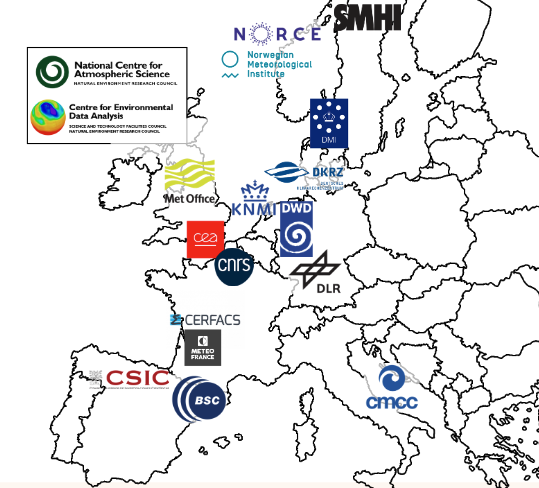 NORCE
SMHI
Norwegian
Meteorological
Institute
National Centre for
Atmospheric Science
NATURAL ENVIRONMENT RESEARCH COUNCIL
Centre for Environmental
Data Analysis
SCIENCE AND TECHNOLOGY FACILITIES COUNCIL
NATURAL ENVIRONMENT RESEARCH COUNCIL
DMI
DKRZ
Met Office
KNMI
DWD
cea
cnrs
DLR
CERFACS
METEO
FRANCE
CSIC
BSC
cmcc